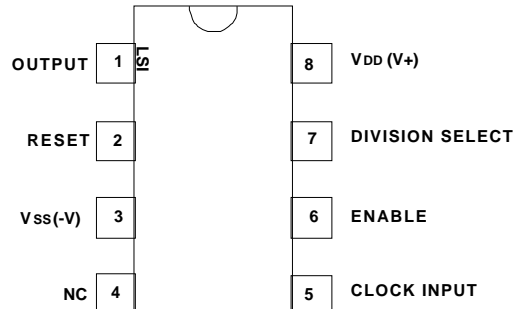 OUTPUT 1 LSI 8 VDD (V+)
RESET 2 7 DIVISION SELECT
VSS(-V) 3 6 ENABLE
NC 4 5 CLOCK INPUT